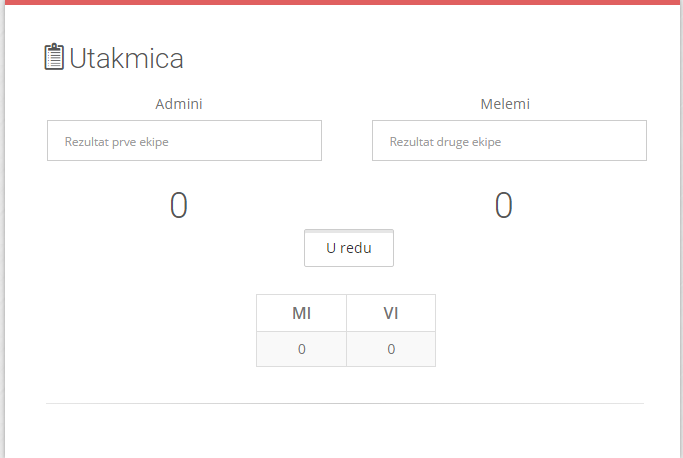 Utakmica
Admini Melemi
Rezultat prve ekipe Rezultat druge ekipe
0 0
U redu
MI VI
0 0